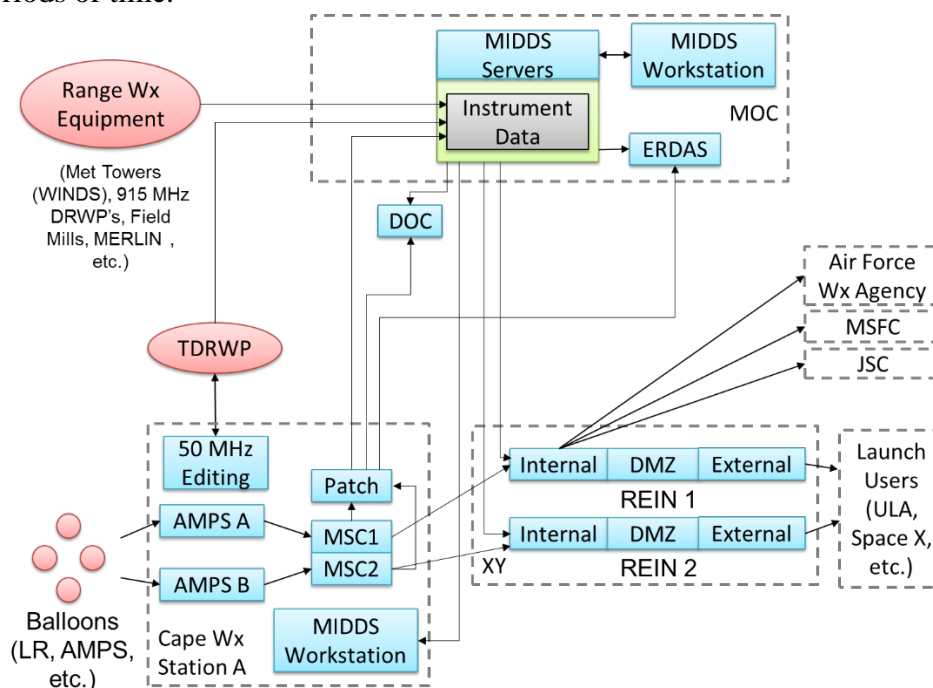 riods of time.
MIDDS
Servers
MIDDS
Workstation
Range Wx
Equipment
Instrument
Data
MOC
ERDAS
(Met Towers
(WINDS), 915 MHz
DRWP's, Field
Mills, MERLIN ,
etc.)
DOC
Air Force
Wx Agency
MSFC
JSC
TDRWP
50 MHz
Editing
Patch
Internal
DMZ
External
REIN 1
Launch
Users
(ULA,
Space X,
etc.)
AMPS A
MSC1
MSC2
AMPS B
Internal
DMZ
External
XY
REIN 2
Balloons
(LR, AMPS,
etc.)
Cape Wx
Station A
MIDDS
Workstation